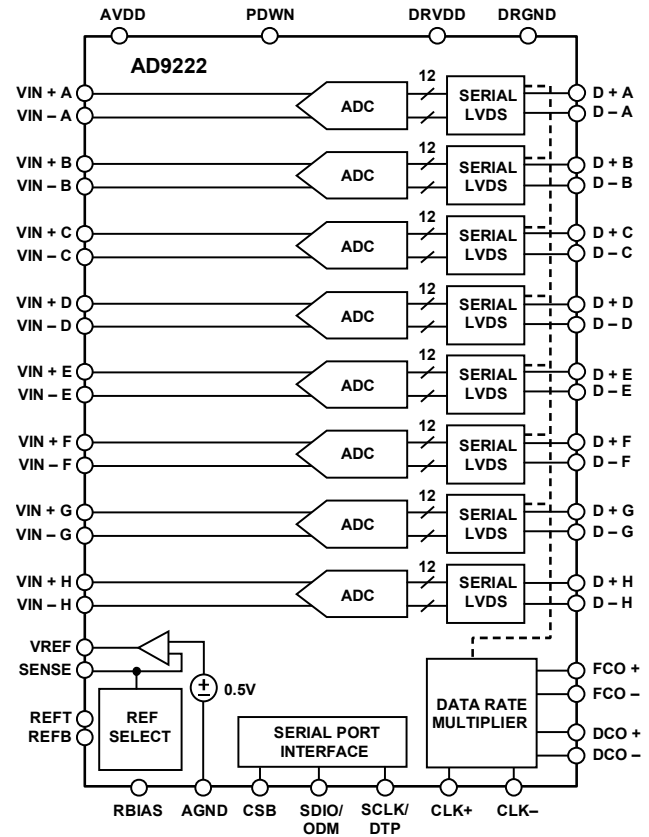 AVDD PDWN DRVDD DRGND
AD9222
VIN + A
VIN – A
ADC
12
SERIAL
LVDS
D + A
D – A
VIN + B
VIN – B
ADC
12
SERIAL
LVDS
D + B
D – B
VIN + C
VIN – C
ADC
12
SERIAL
LVDS
D + C
D – C
VIN + D
VIN – D
ADC
12
SERIAL
LVDS
D + D
D – D
VIN + E
VIN – E
ADC
12
SERIAL
LVDS
D + E
D – E
VIN + F
VIN – F
ADC
12
SERIAL
LVDS
D + F
D – F
VIN + G
VIN – G
ADC
12
SERIAL
LVDS
D + G
D – G
VIN + H
VIN – H
ADC
12
SERIAL
LVDS
D + H
D – H
VREF
SENSE
+
–
0.5V
REFT
REFB
REF
SELECT
SERIAL PORT
INTERFACE
DATA RATE
MULTIPLIER
FCO +
FCO –
DCO +
DCO –
RBIAS AGND CSB SDIO/
ODM
SCLK/
DTP
CLK+ CLK–